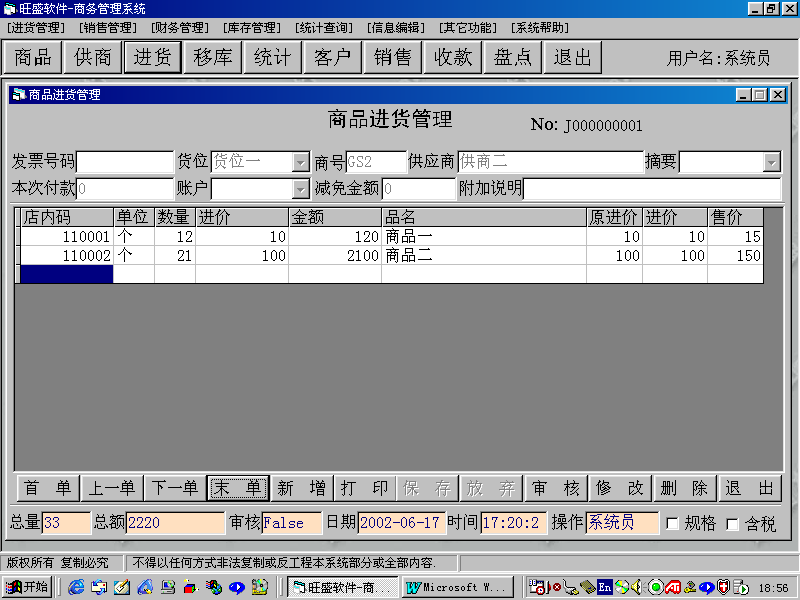 旺盛软件-商务管理系统
[进货管理] [销售管理] [财务管理] [库存管理] [统计查询] [信息编辑] [其它功能] [系统帮助]
商品 供商 进货 移库 统计 客户 销售 收款 盘点 退出 用户名:系统员
商品进货管理
商品进货管理 No: J000000001
发票号码 货位 货位一 商号 GS2 供应商 供商二 摘要
本次付款 0 账户 减免金额 0 附加说明
店内码 单位 数量 进价 金额 品名 原进价 进价 售价
110001 个 12 10 120 商品一 10 10 15
110002 个 21 100 2100 商品二 100 100 150
首 单 上一单 下一单 末 单 新 增 打 印 保 存 放 弃 审 核 修 改 删 除 退 出
总量 33 总额 2220 审核 False 日期 2002-06-17 时间 17:20:2 操作 系统员 规格 含税
版权所有 复制必究 不得以任何方式非法复制或反工程本系统部分或全部内容.
开始 旺盛软件-商... Microsoft W... En 18:56